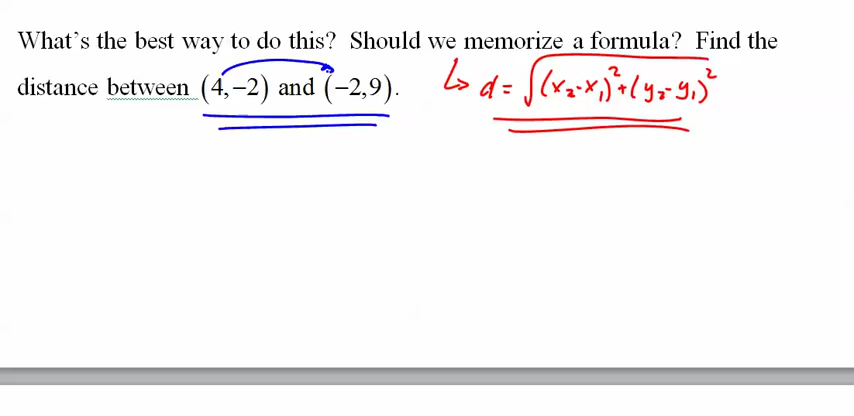 What's the best way to do this? Should we memorize a formula? Find the
distance between (4,−2) and (−2,9). ↳ d = √(x₂-x₁)²+(y₂-y₁)²